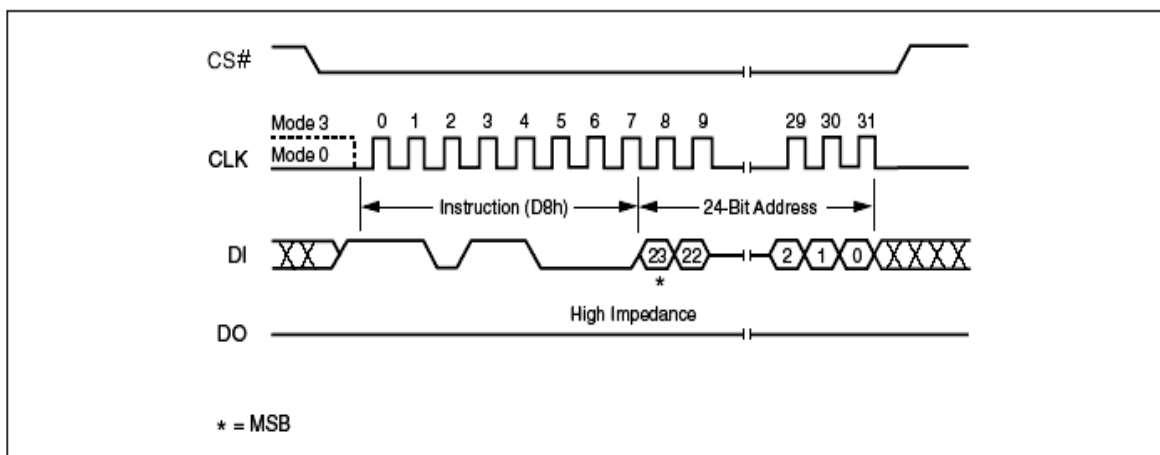 CS#
Mode 3 0 1 2 3 4 5 6 7 8 9 29 30 31
CLK Mode 0
Instruction (D8h) 24-Bit Address
DI 23 22 2 1 0
*
High Impedance
DO
* = MSB